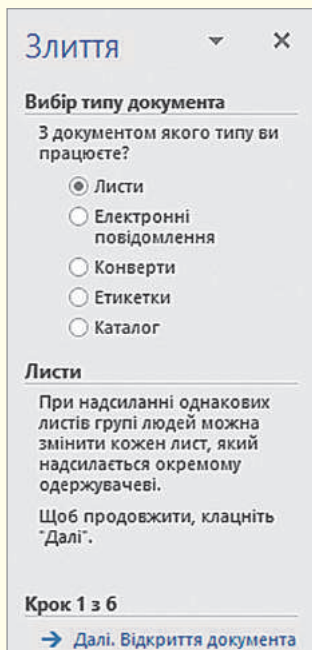 Злиття
Вибір типу документа
З документом якого типу ви
працюєте?
Листи
Електронні
повідомлення
Конверти
Етикетки
Каталог
Листи
При надсиланні однакових
листів групі людей можна
змінити кожен лист, який
надсилається окремому
одержувачеві.
Щоб продовжити, клацніть
"Далі".
Крок 1 з 6
Далі. Відкриття документа